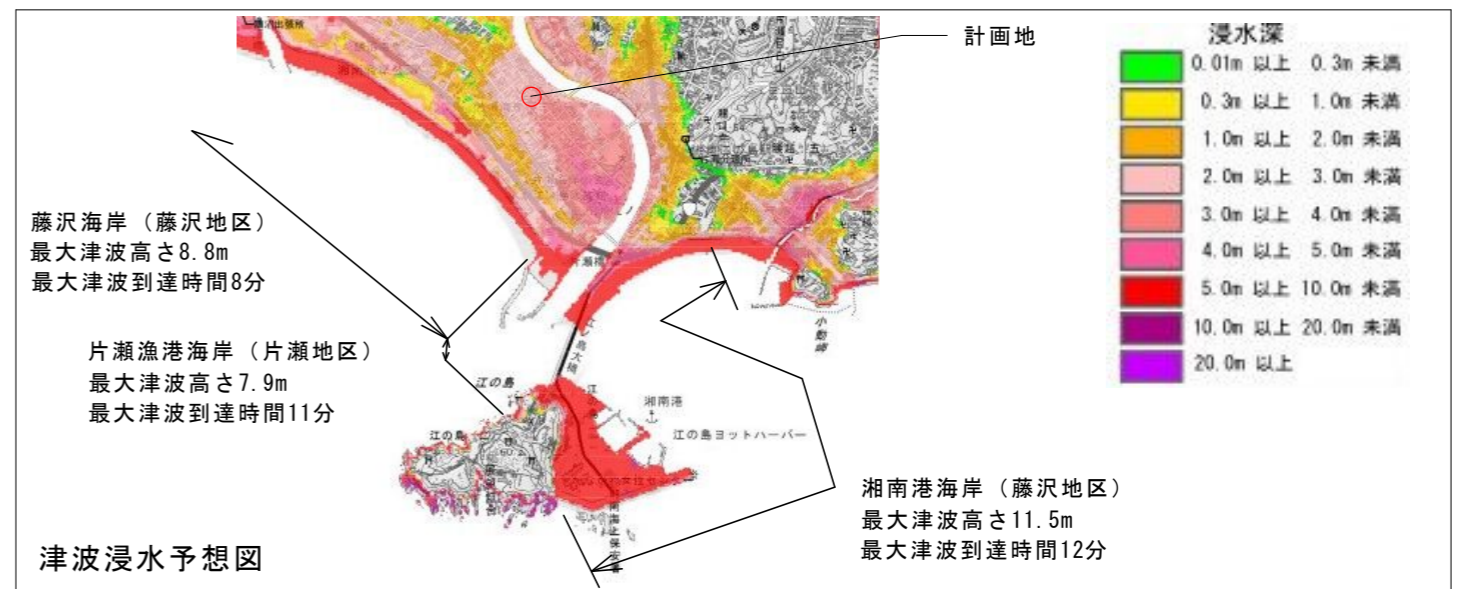 計画地
藤沢海岸（藤沢地区）
最大津波高さ8.8m
最大津波到達時間8分
片瀬漁港海岸（片瀬地区）
最大津波高さ7.9m
最大津波到達時間11分
江の島
湘南港
江の島
江の島ヨットハーバー
小動岬
湘南港海岸（藤沢地区）
最大津波高さ11.5m
最大津波到達時間12分
津波浸水予想図
浸水深
0.01m 以上 0.3m 未満
0.3m 以上 1.0m 未満
1.0m 以上 2.0m 未満
2.0m 以上 3.0m 未満
3.0m 以上 4.0m 未満
4.0m 以上 5.0m 未満
5.0m 以上 10.0m 未満
10.0m 以上 20.0m 未満
20.0m 以上